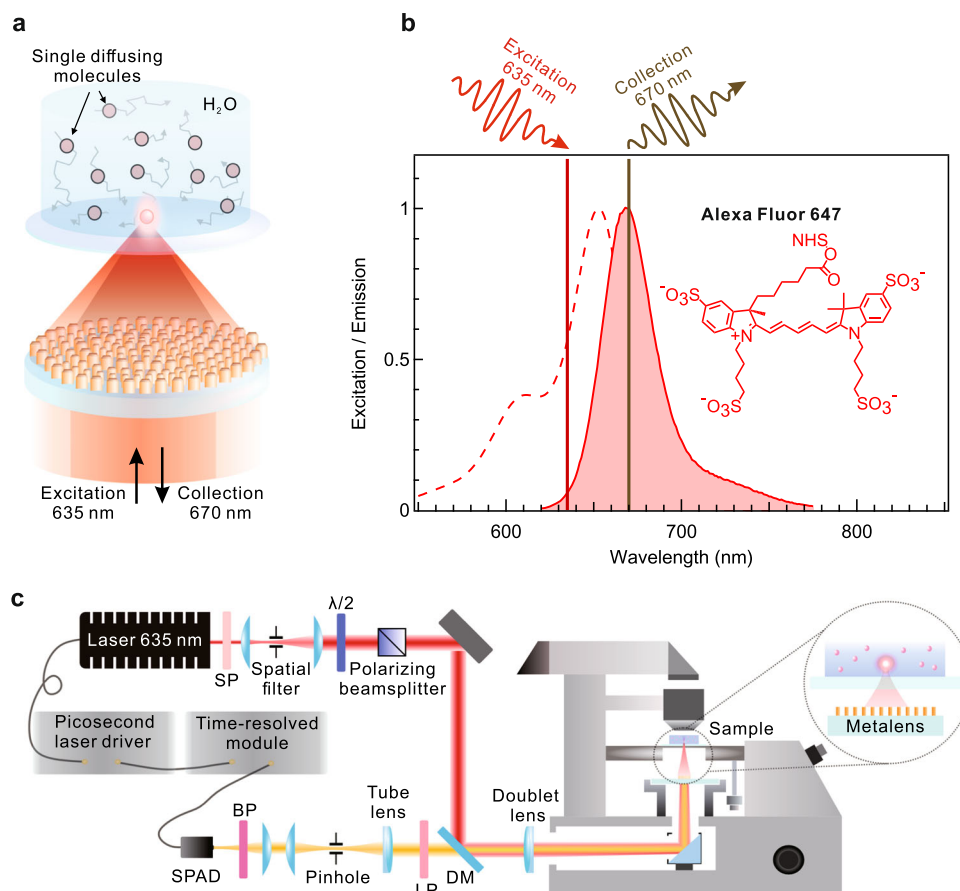 a
Single diffusing
molecules
H₂O
Excitation
635 nm
Collection
670 nm
b
Excitation
635 nm
Collection
670 nm
Excitation / Emission
1
0.5
0
600
700
800
Wavelength (nm)
Alexa Fluor 647
NHS
O
O
⁻O₃S
SO₃⁻
N
+
N
⁻O₃S
SO₃⁻
c
Laser 635 nm
SP
Spatial
filter
λ/2
Polarizing
beamsplitter
Picosecond
laser driver
Time-resolved
module
SPAD
BP
Pinhole
Tube
lens
LP
DM
Doublet
lens
Sample
Metalens